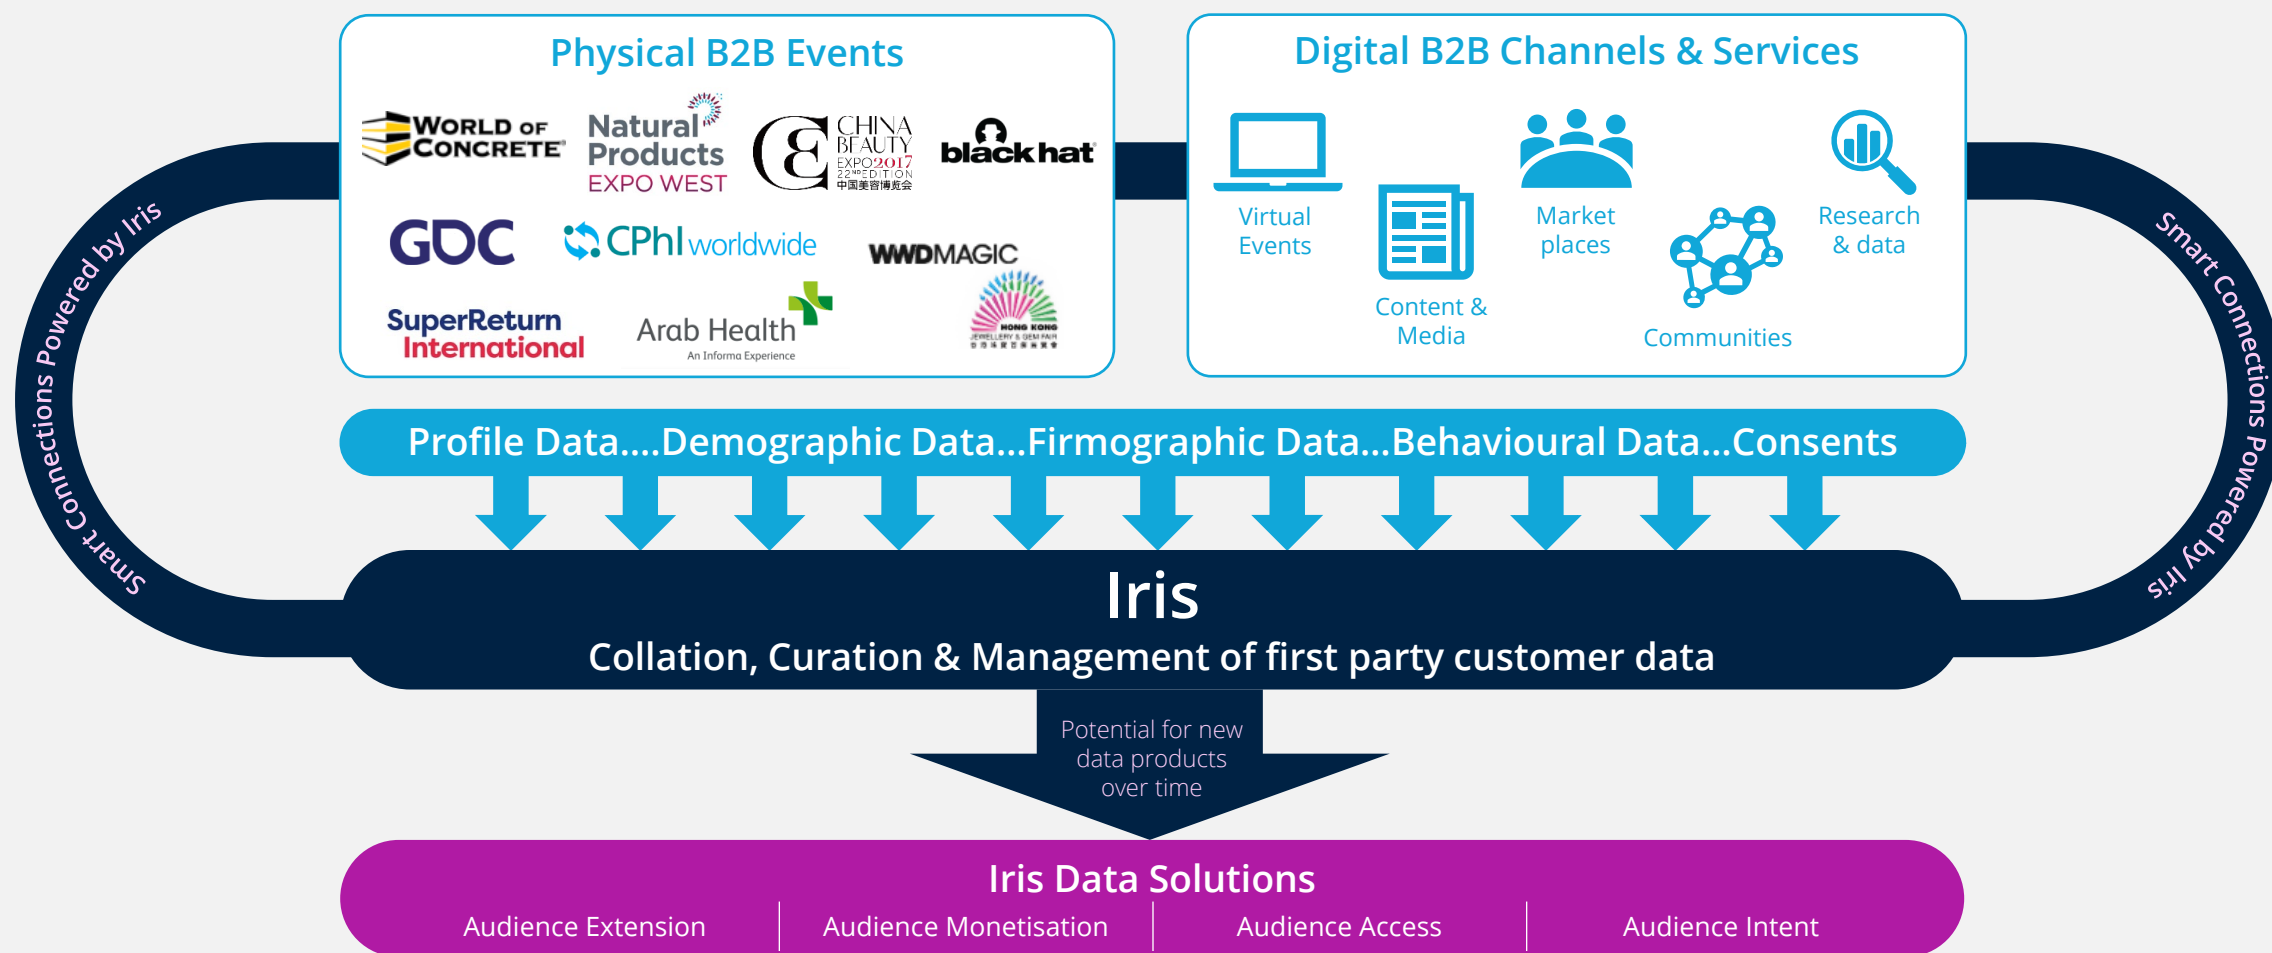 Physical B2B Events
WORLD OF
CONCRETE
Natural
Products
EXPO WEST
CHINA
BEAUTY
EXPO2017
22ND EDITION
中国美容博览会
black hat
GDC
CPhI worldwide
WWDMAGIC
SuperReturn
International
Arab Health
An Informa Experience
HONG KONG
JEWELLERY & GEM FAIR
Digital B2B Channels & Services
Virtual
Events
Content &
Media
Market
places
Communities
Research
& data
Smart Connections Powered by Iris
Smart Connections Powered by Iris
Profile Data....Demographic Data...Firmographic Data...Behavioural Data...Consents
Iris
Collation, Curation & Management of first party customer data
Potential for new
data products
over time
Iris Data Solutions
Audience Extension
Audience Monetisation
Audience Access
Audience Intent